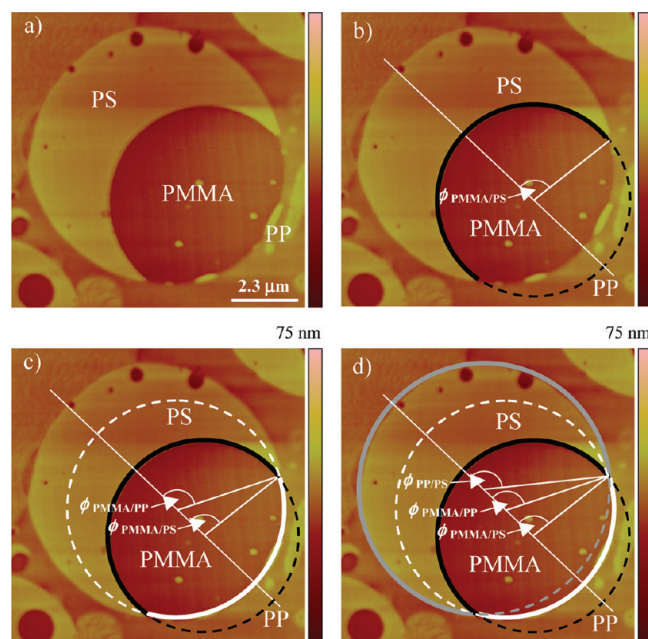 a)
PS
PMMA
PP
2.3 μm
b)
PS
ϕ PMMA/PS
PMMA
PP
75 nm
75 nm
c)
PS
ϕ PMMA/PP
ϕ PMMA/PS
PMMA
PP
d)
PS
ϕ PP/PS
ϕ PMMA/PP
ϕ PMMA/PS
PMMA
PP